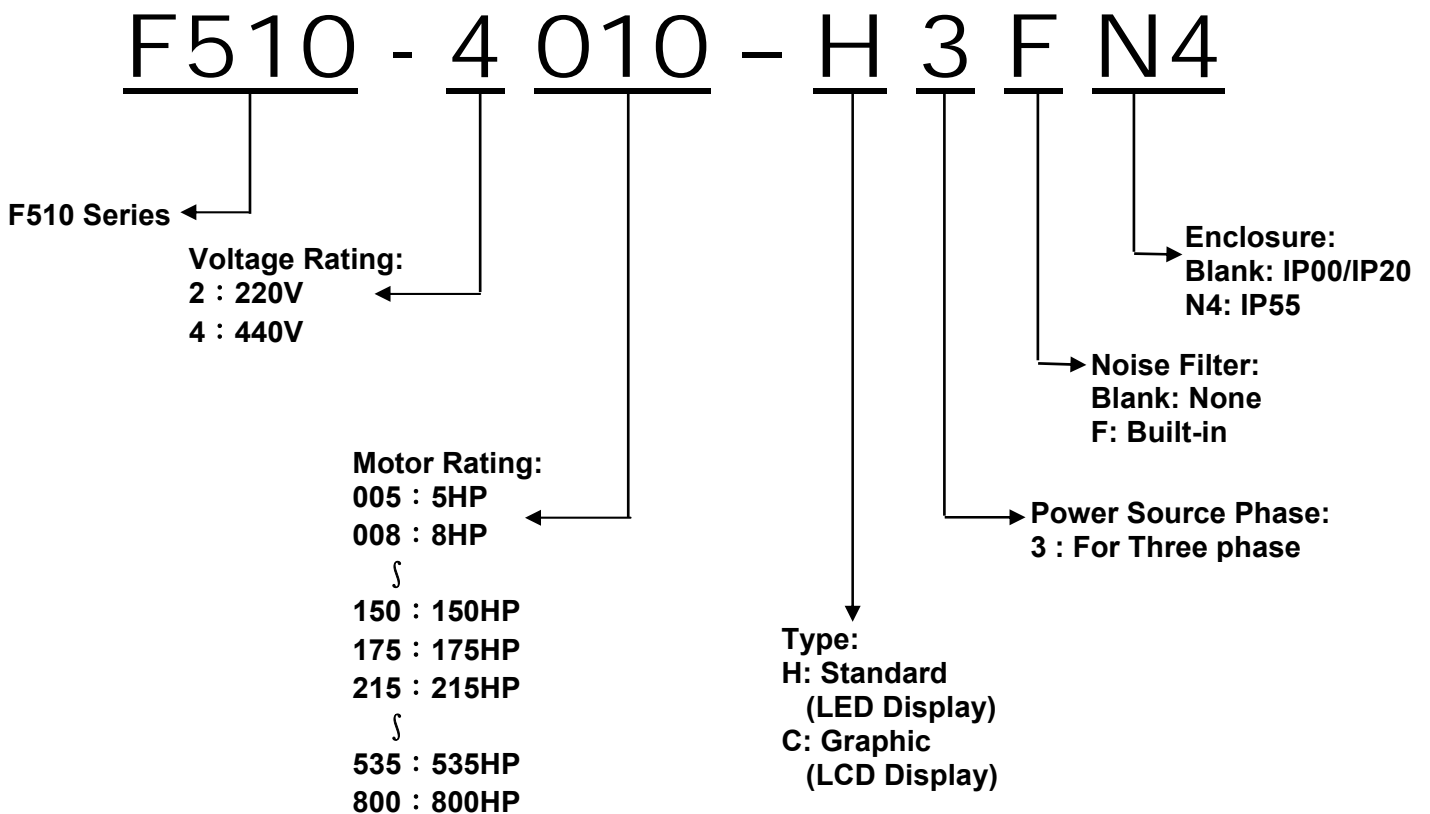 F510 - 4 010 – H 3 F N4
F510 Series
Voltage Rating:
2：220V
4：440V
Enclosure:
Blank: IP00/IP20
N4: IP55
Noise Filter:
Blank: None
F: Built-in
Motor Rating:
005：5HP
008：8HP
∫
150：150HP
175：175HP
215：215HP
∫
535：535HP
800：800HP
Power Source Phase:
3 : For Three phase
Type:
H: Standard
(LED Display)
C: Graphic
(LCD Display)